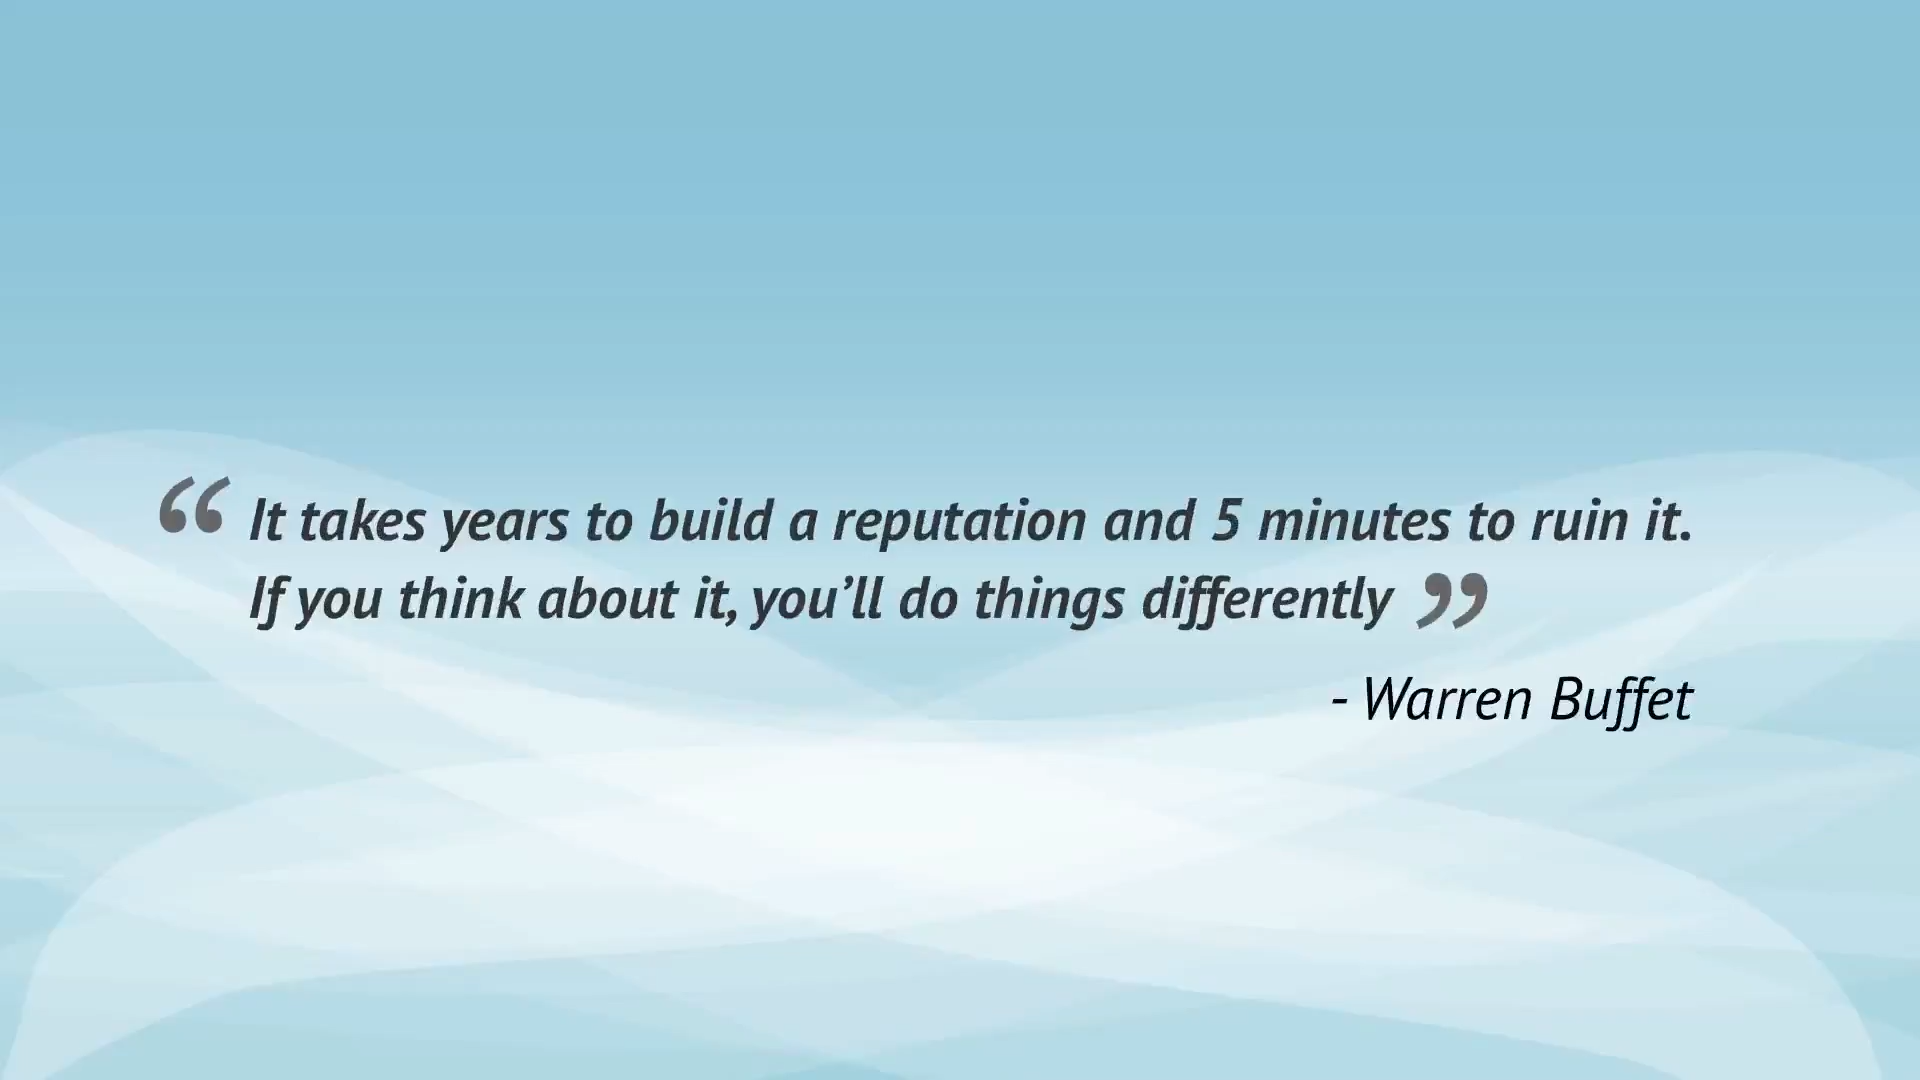 “ It takes years to build a reputation and 5 minutes to ruin it.
If you think about it, you’ll do things differently ”
- Warren Buffet